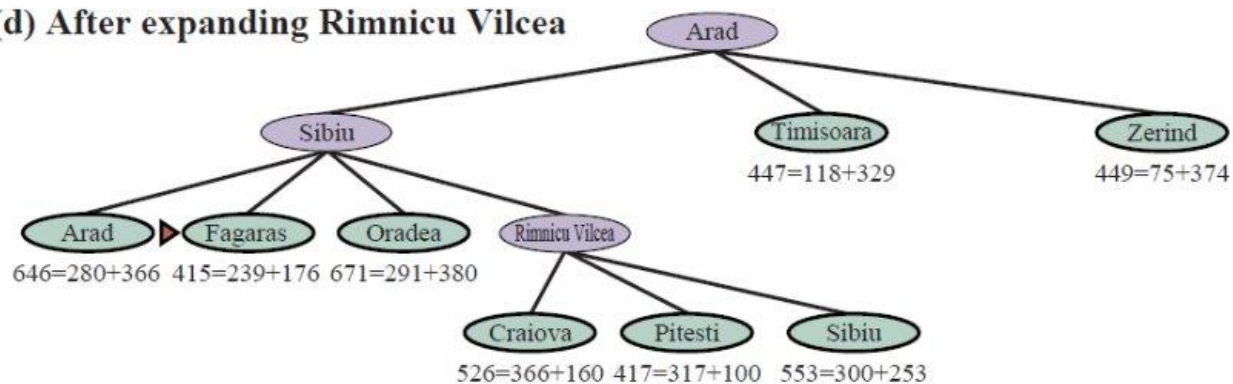 (d) After expanding Rimnicu Vilcea
Arad
Sibiu
Timisoara
Zerind
447=118+329
449=75+374
Arad
Fagaras
Oradea
Rimnicu Vilcea
646=280+366
415=239+176
671=291+380
Craiova
Pitesti
Sibiu
526=366+160
417=317+100
553=300+253